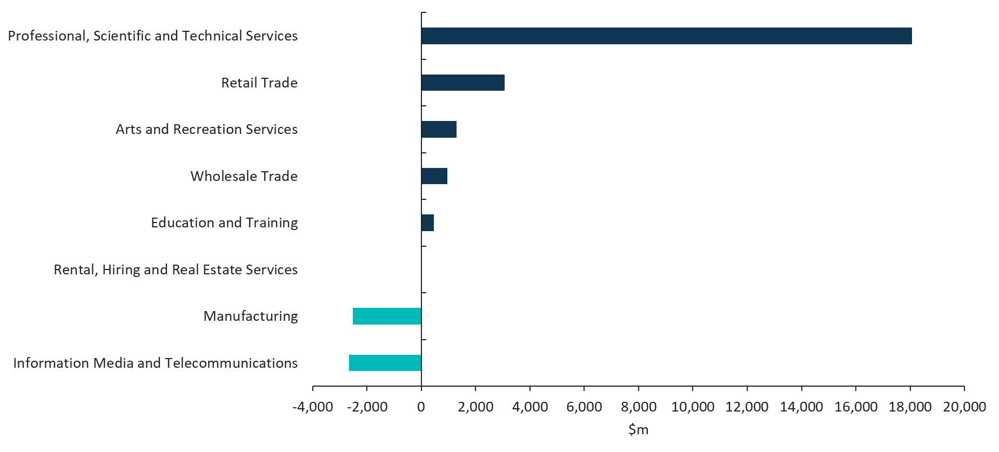 Professional, Scientific and Technical Services
Retail Trade
Arts and Recreation Services
Wholesale Trade
Education and Training
Rental, Hiring and Real Estate Services
Manufacturing
Information Media and Telecommunications
-4,000 -2,000 0 2,000 4,000 6,000 8,000 10,000 12,000 14,000 16,000 18,000 20,000
$m